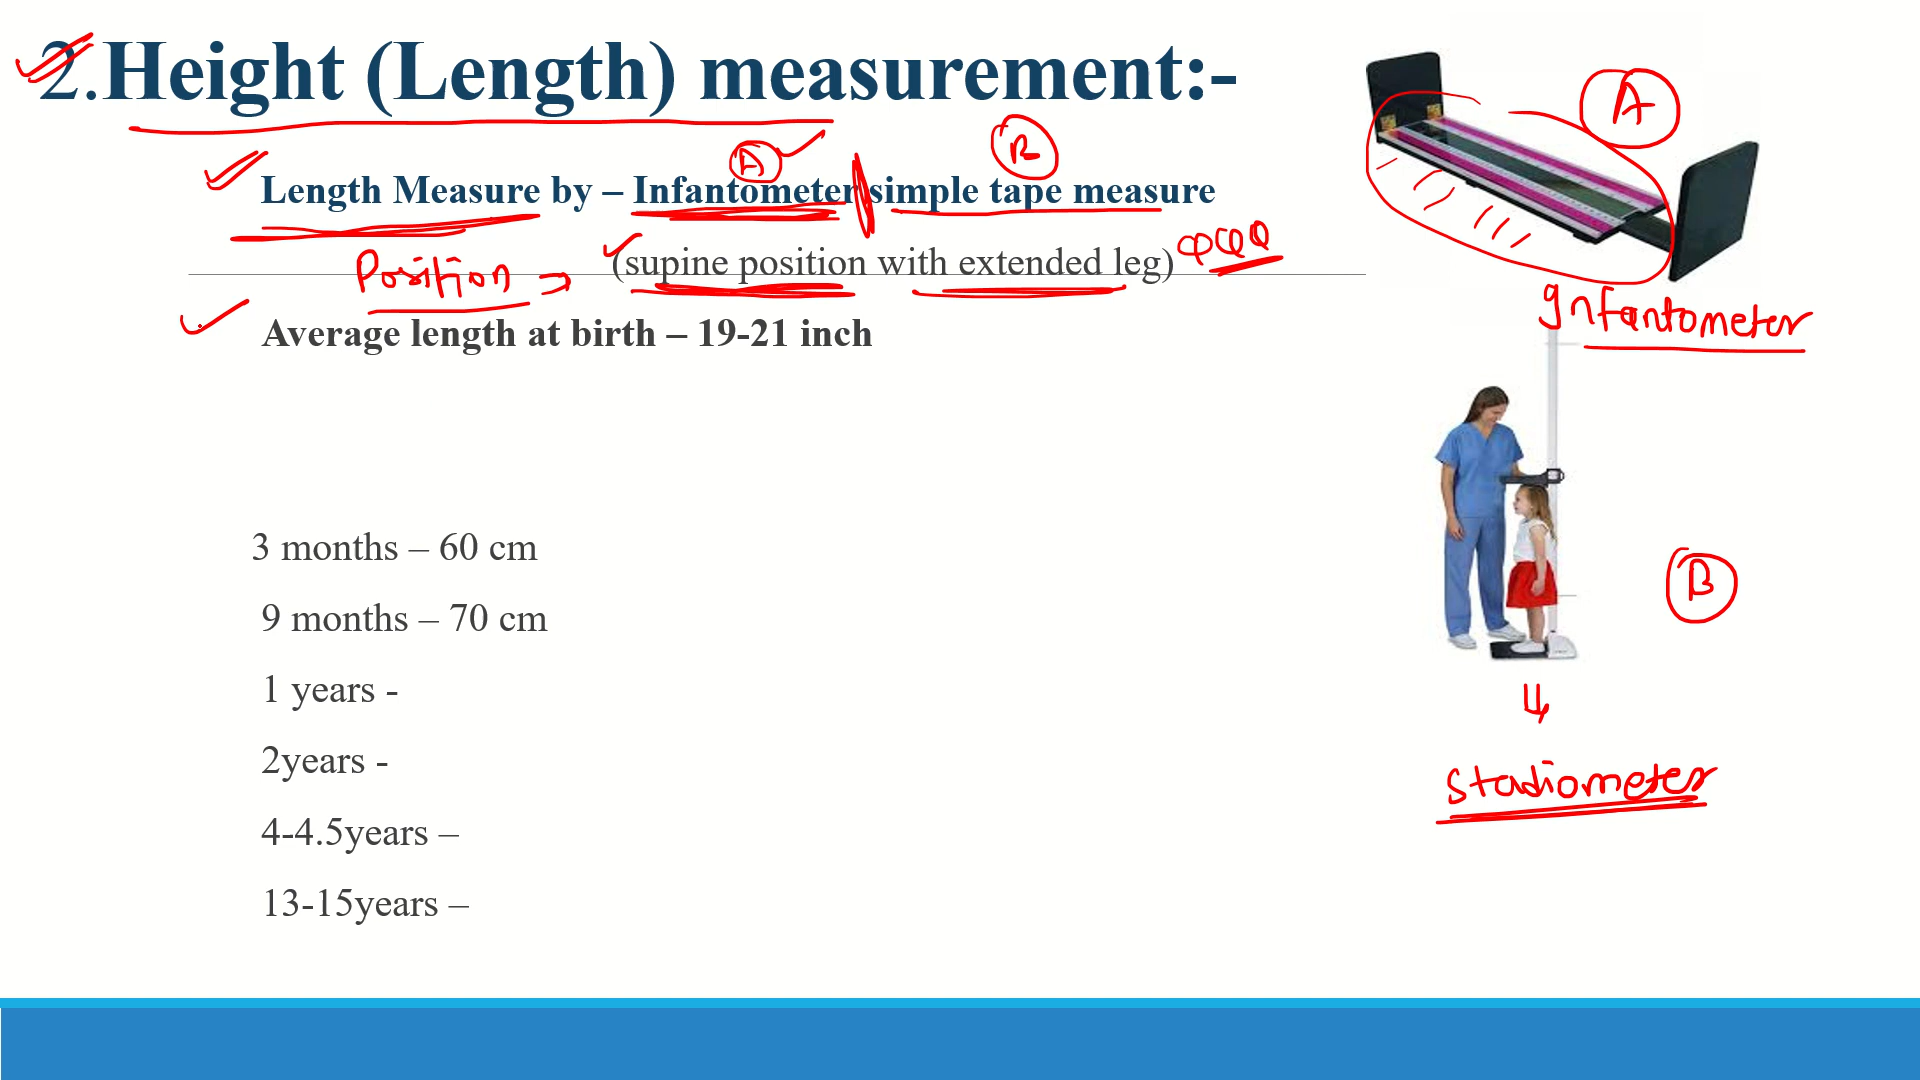 2.Height (Length) measurement:-
A
A
B
Length Measure by – Infantometer simple tape measure
Position → (supine position with extended leg)
Infantometer
Average length at birth – 19-21 inch
3 months – 60 cm
B
9 months – 70 cm
1 years -
2years -
Stadiometer
4-4.5years –
13-15years –